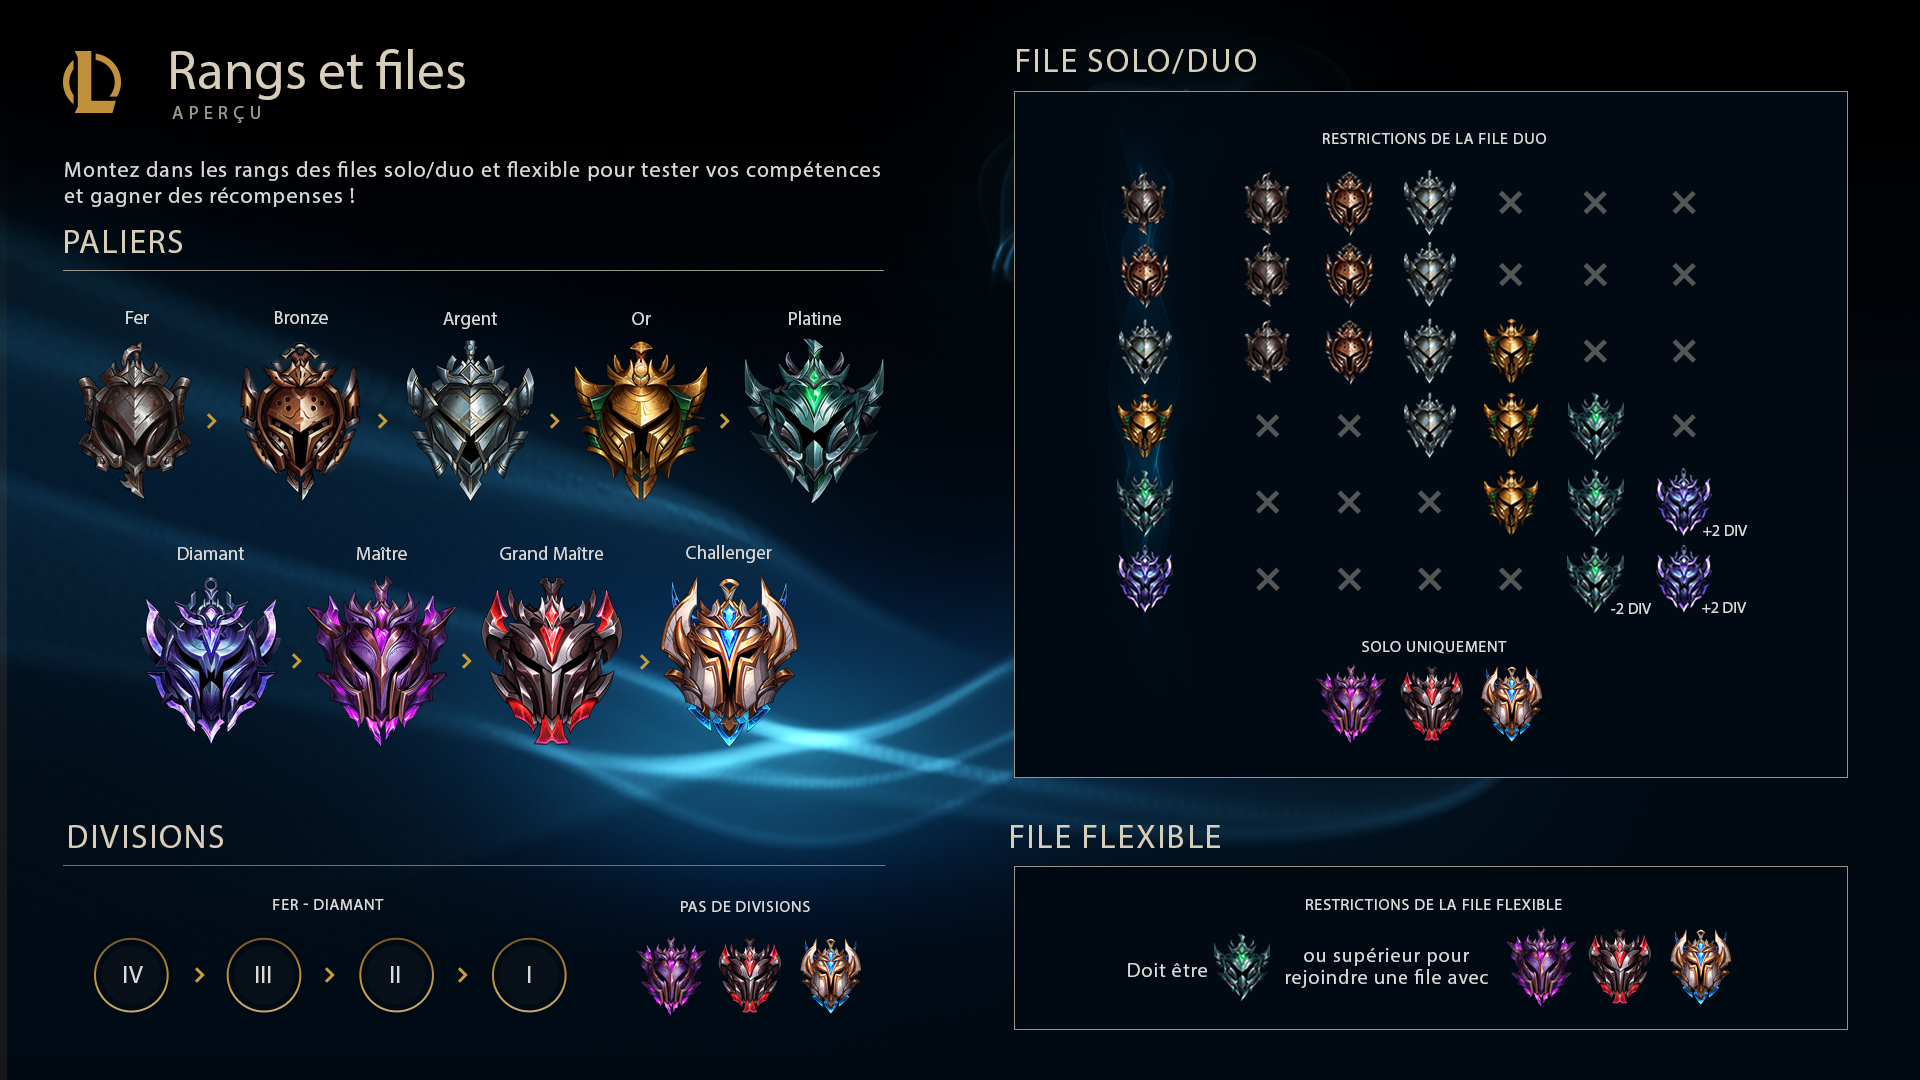 Rangs et files
APERÇU
Montez dans les rangs des files solo/duo et flexible pour tester vos compétences
et gagner des récompenses !
PALIERS
Fer
Bronze
Argent
Or
Platine
Diamant
Maître
Grand Maître
Challenger
DIVISIONS
FER - DIAMANT
IV
III
II
I
PAS DE DIVISIONS
FILE SOLO/DUO
RESTRICTIONS DE LA FILE DUO
+2 DIV
-2 DIV
+2 DIV
SOLO UNIQUEMENT
FILE FLEXIBLE
RESTRICTIONS DE LA FILE FLEXIBLE
Doit être
ou supérieur pour
rejoindre une file avec